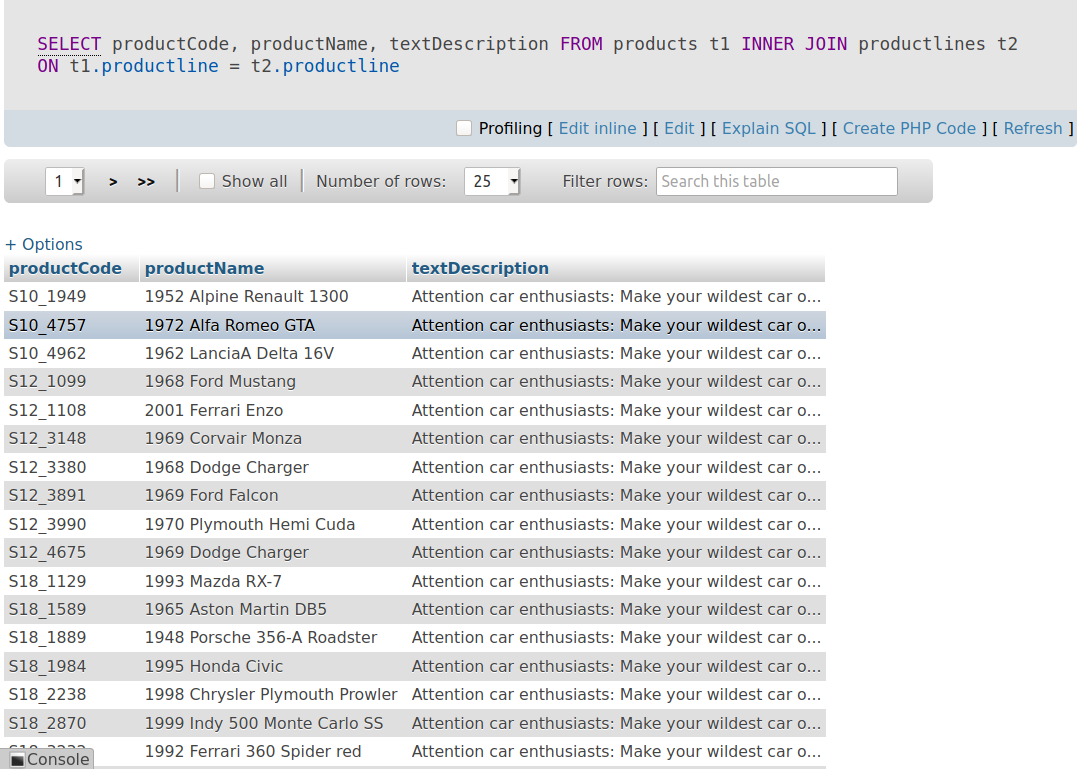 SELECT productCode, productName, textDescription FROM products t1 INNER JOIN productlines t2
ON t1.productline = t2.productline
Profiling [ Edit inline ] [ Edit ] [ Explain SQL ] [ Create PHP Code ] [ Refresh ]
1 > >> Show all Number of rows: 25 Filter rows: Search this table
+ Options
productCode productName textDescription
S10_1949 1952 Alpine Renault 1300 Attention car enthusiasts: Make your wildest car o...
S10_4757 1972 Alfa Romeo GTA Attention car enthusiasts: Make your wildest car o...
S10_4962 1962 LanciaA Delta 16V Attention car enthusiasts: Make your wildest car o...
S12_1099 1968 Ford Mustang Attention car enthusiasts: Make your wildest car o...
S12_1108 2001 Ferrari Enzo Attention car enthusiasts: Make your wildest car o...
S12_3148 1969 Corvair Monza Attention car enthusiasts: Make your wildest car o...
S12_3380 1968 Dodge Charger Attention car enthusiasts: Make your wildest car o...
S12_3891 1969 Ford Falcon Attention car enthusiasts: Make your wildest car o...
S12_3990 1970 Plymouth Hemi Cuda Attention car enthusiasts: Make your wildest car o...
S12_4675 1969 Dodge Charger Attention car enthusiasts: Make your wildest car o...
S18_1129 1993 Mazda RX-7 Attention car enthusiasts: Make your wildest car o...
S18_1589 1965 Aston Martin DB5 Attention car enthusiasts: Make your wildest car o...
S18_1889 1948 Porsche 356-A Roadster Attention car enthusiasts: Make your wildest car o...
S18_1984 1995 Honda Civic Attention car enthusiasts: Make your wildest car o...
S18_2238 1998 Chrysler Plymouth Prowler Attention car enthusiasts: Make your wildest car o...
S18_2870 1999 Indy 500 Monte Carlo SS Attention car enthusiasts: Make your wildest car o...
1992 Ferrari 360 Spider red Attention car enthusiasts: Make your wildest car o...
Console